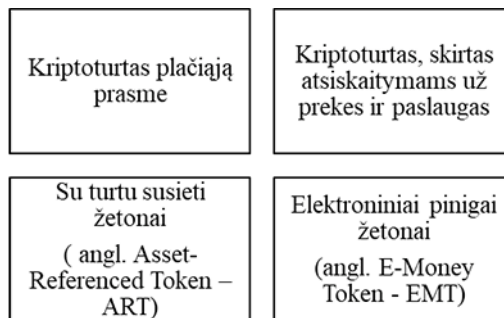 Kriptoturtas plačiąją
prasme
Kriptoturtas, skirtas
atsiskaitymams už
prekes ir paslaugas
Su turtu susieti
žetonai
( angl. Asset-
Referenced Token –
ART)
Elektroniniai pinigai
žetonai
(angl. E-Money
Token - EMT)